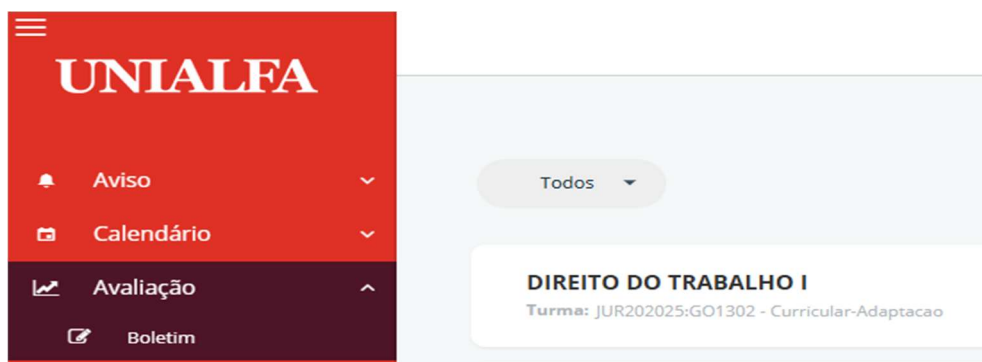 UNIALFA
Aviso
Calendário
Avaliação
Boletim
Todos
DIREITO DO TRABALHO I
Turma: JUR202025:GO1302 - Curricular-Adaptacao